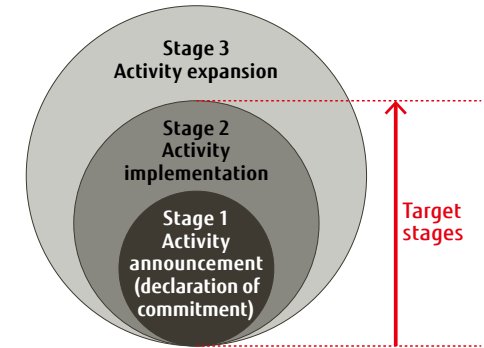 Stage 3
Activity expansion
Stage 2
Activity
implementation
Stage 1
Activity
announcement
(declaration of
commitment)
Target
stages